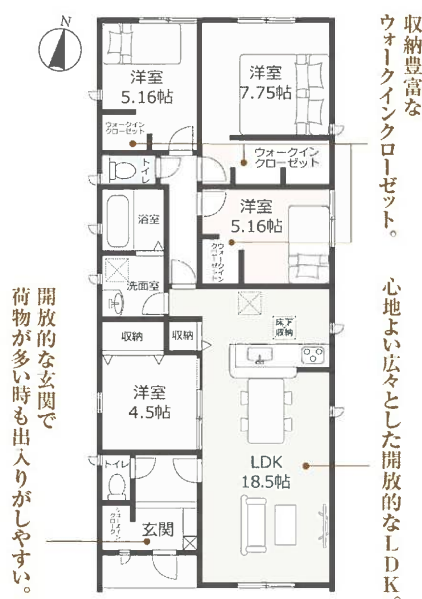 収納豊富な
ウォークインクローゼット。
N
洋室
5.16帖
洋室
7.75帖
ウォークイン
クローゼット
ウォークイン
クローゼット
トイレ
洋室
5.16帖
浴室
ウォークイン
クローゼット
洗面室
床下
収納
収納
収納
洋室
4.5帖
LDK
18.5帖
トイレ
玄関
心地よい広々とした開放的なLDK。
開放的な玄関で
荷物が多い時も出入りがしやすい。